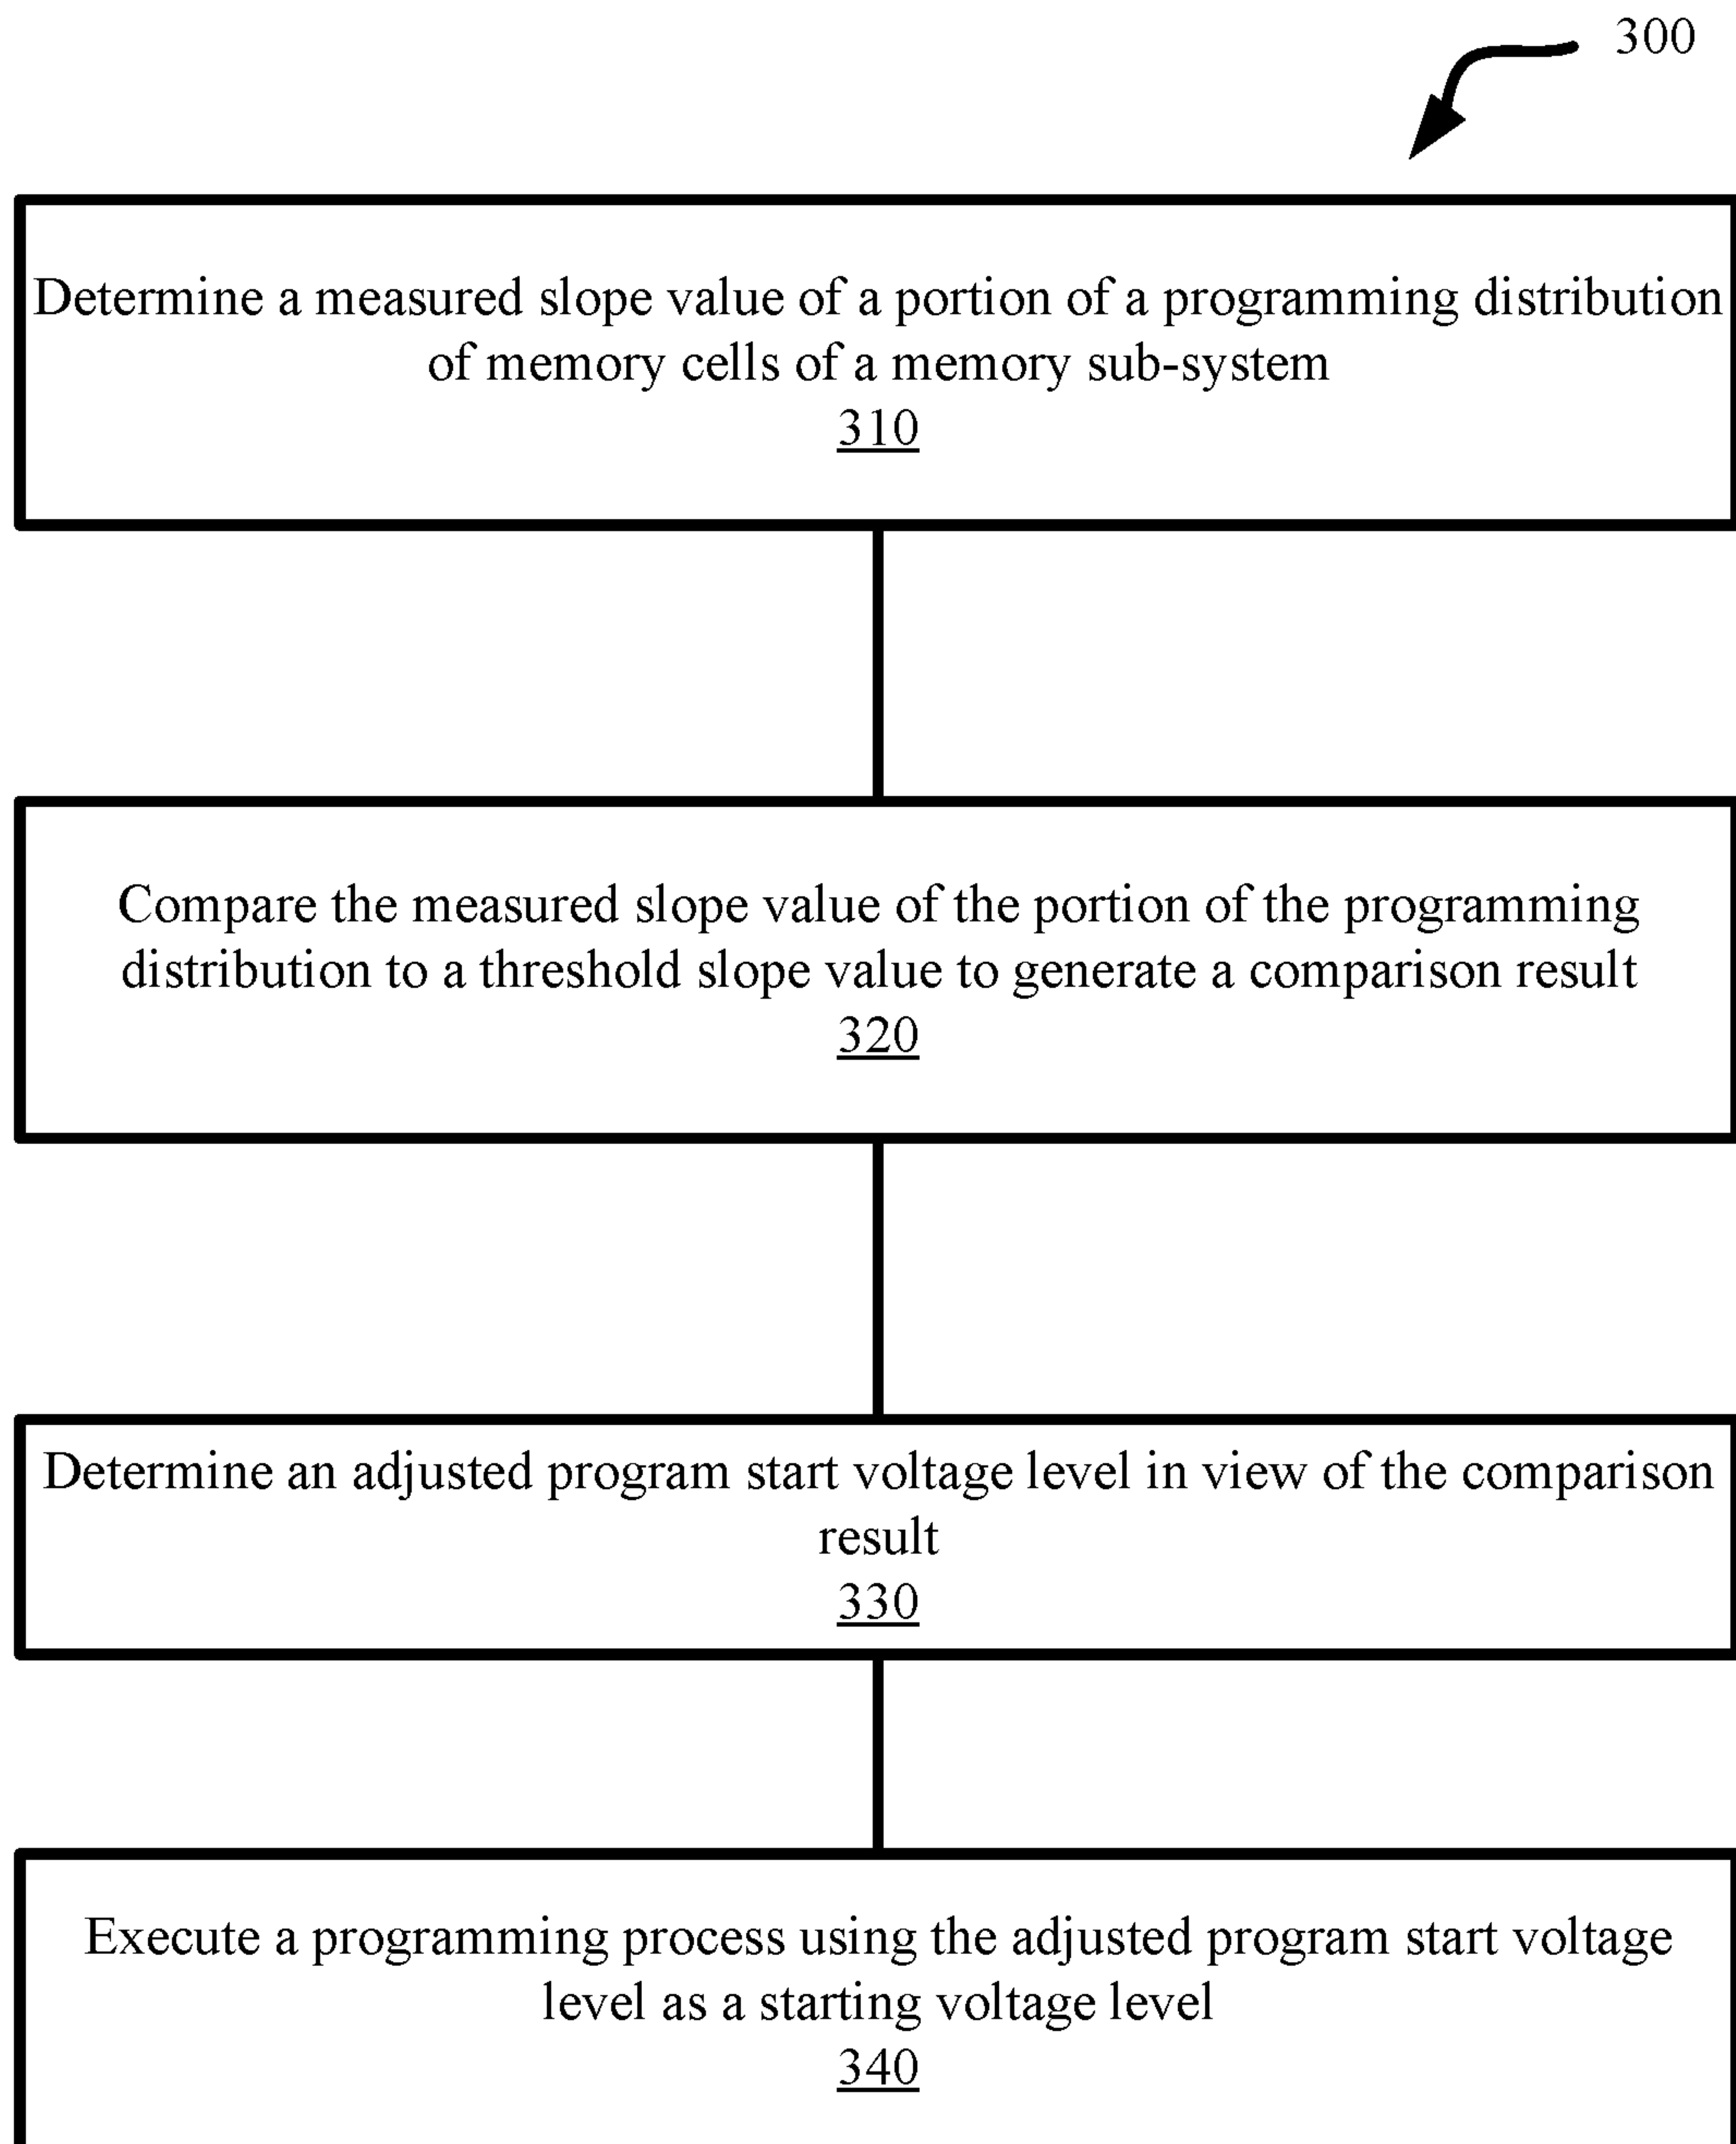 300
Determine a measured slope value of a portion of a programming distribution
of memory cells of a memory sub-system
310
Compare the measured slope value of the portion of the programming
distribution to a threshold slope value to generate a comparison result
320
Determine an adjusted program start voltage level in view of the comparison
result
330
Execute a programming process using the adjusted program start voltage
level as a starting voltage level
340